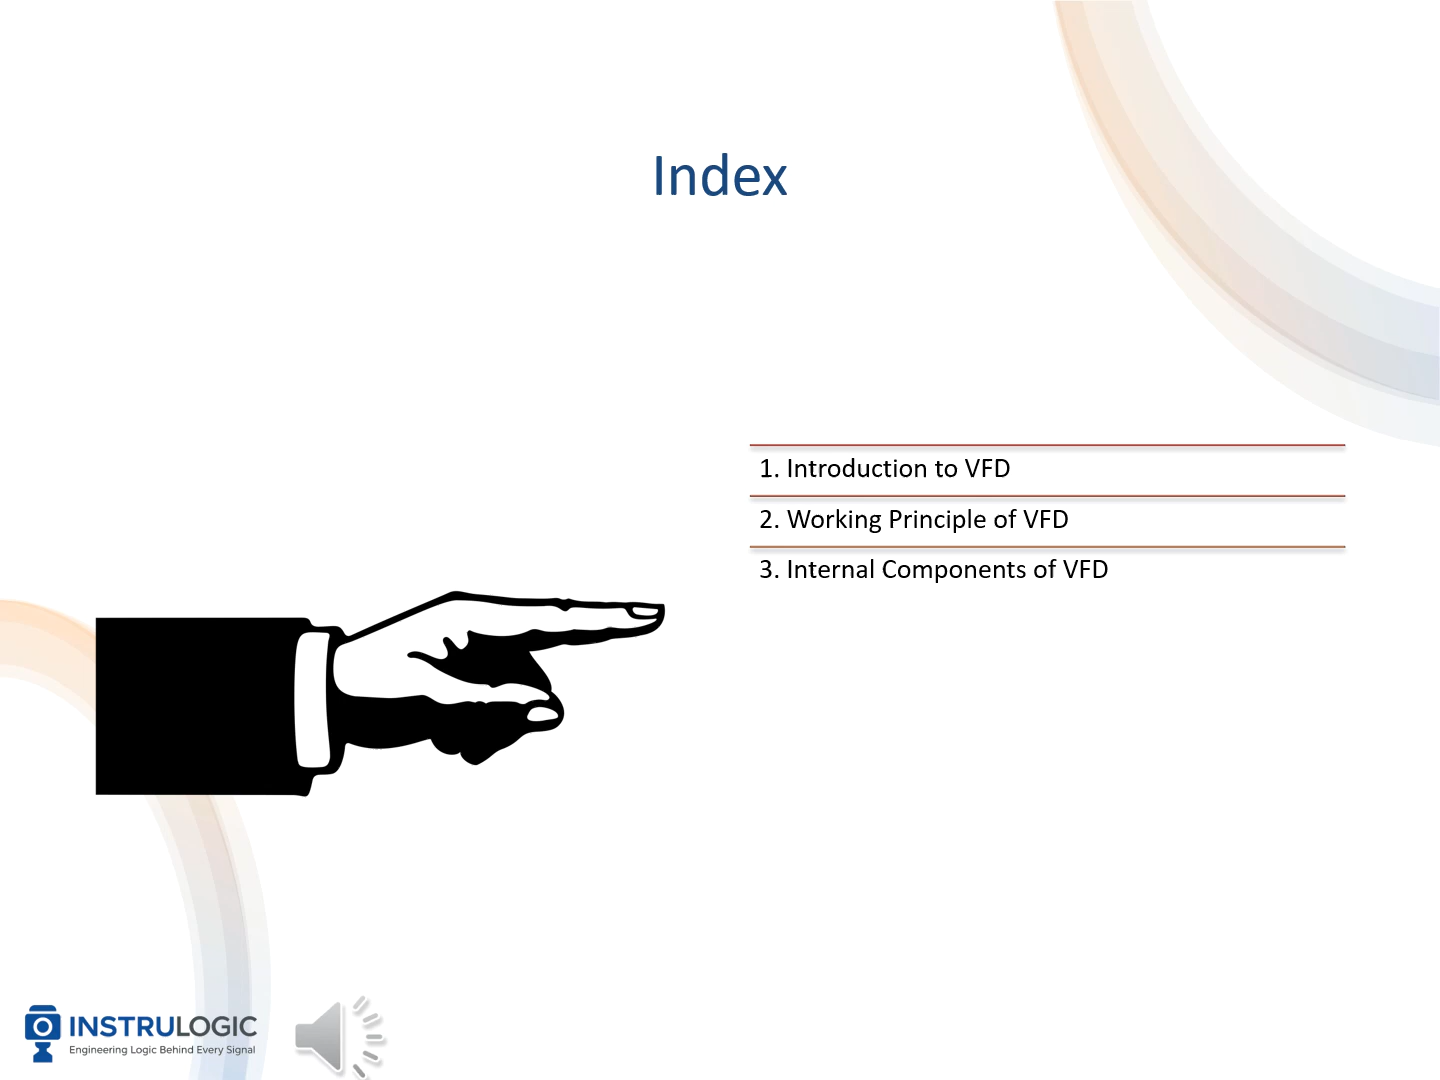 Index
1. Introduction to VFD
2. Working Principle of VFD
3. Internal Components of VFD
INSTRULOGIC
Engineering Logic Behind Every Signal